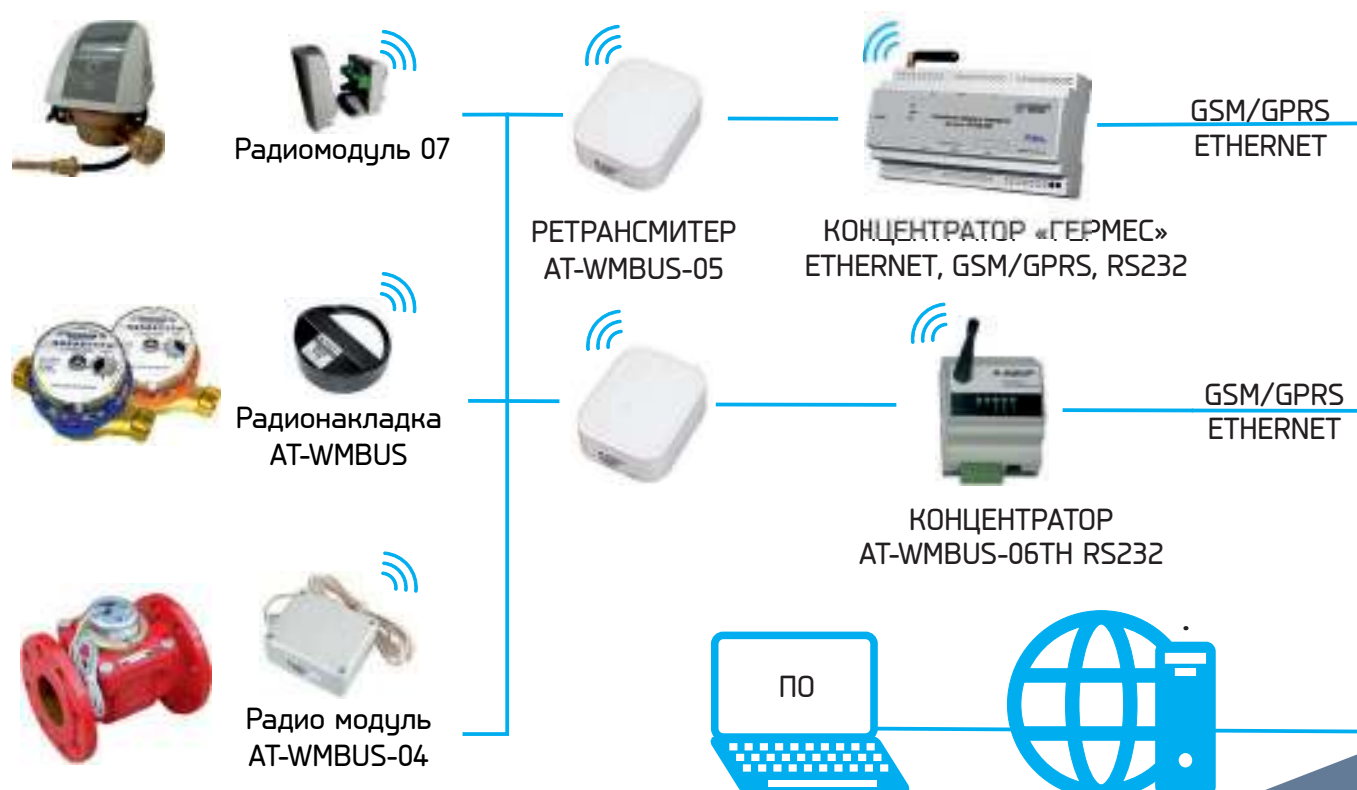 Радиомодуль 07
РЕТРАНСМИТЕР
AT-WMBUS-05
КОНЦЕНТРАТОР «ГЕРМЕС»
ETHERNET, GSM/GPRS, RS232
GSM/GPRS
ETHERNET
Радионакладка
AT-WMBUS
КОНЦЕНТРАТОР
AT-WMBUS-06TH RS232
GSM/GPRS
ETHERNET
Радио модуль
AT-WMBUS-04
ПО